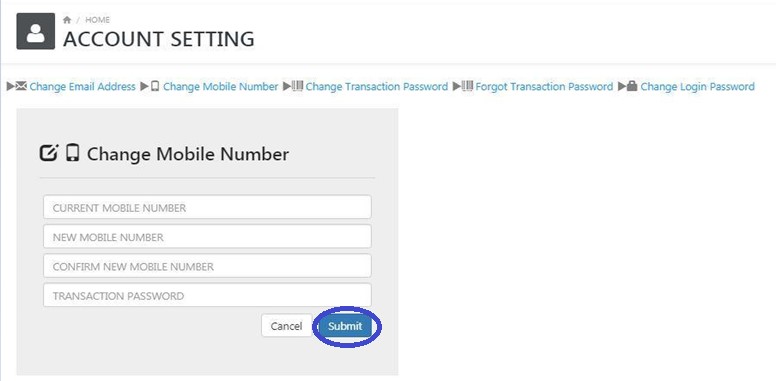 / HOME
ACCOUNT SETTING
Change Email Address Change Mobile Number Change Transaction Password Forgot Transaction Password Change Login Password
Change Mobile Number
CURRENT MOBILE NUMBER
NEW MOBILE NUMBER
CONFIRM NEW MOBILE NUMBER
TRANSACTION PASSWORD
Cancel Submit